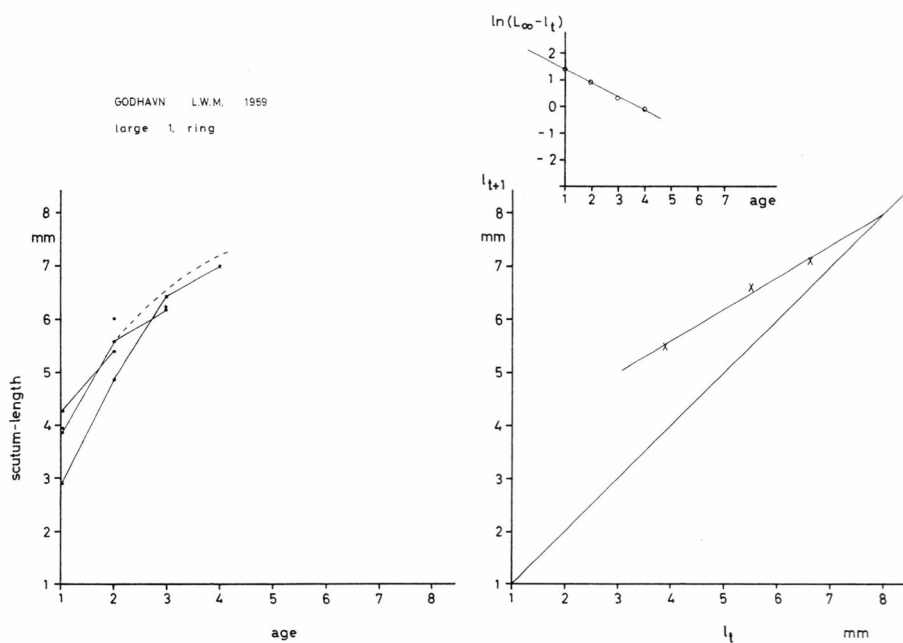 GODHAVN L.W.M. 1959
large 1. ring
8
mm
7
6
5
4
3
2
1
scutum-length
1 2 3 4 5 6 7 8
age
ln (L∞-lt)
2
1
0
-1
-2
-3
1 2 3 4 5 6 7 age
lt+1
8
mm
7
6
5
4
3
2
1
1 2 3 4 5 6 7 8
lt mm